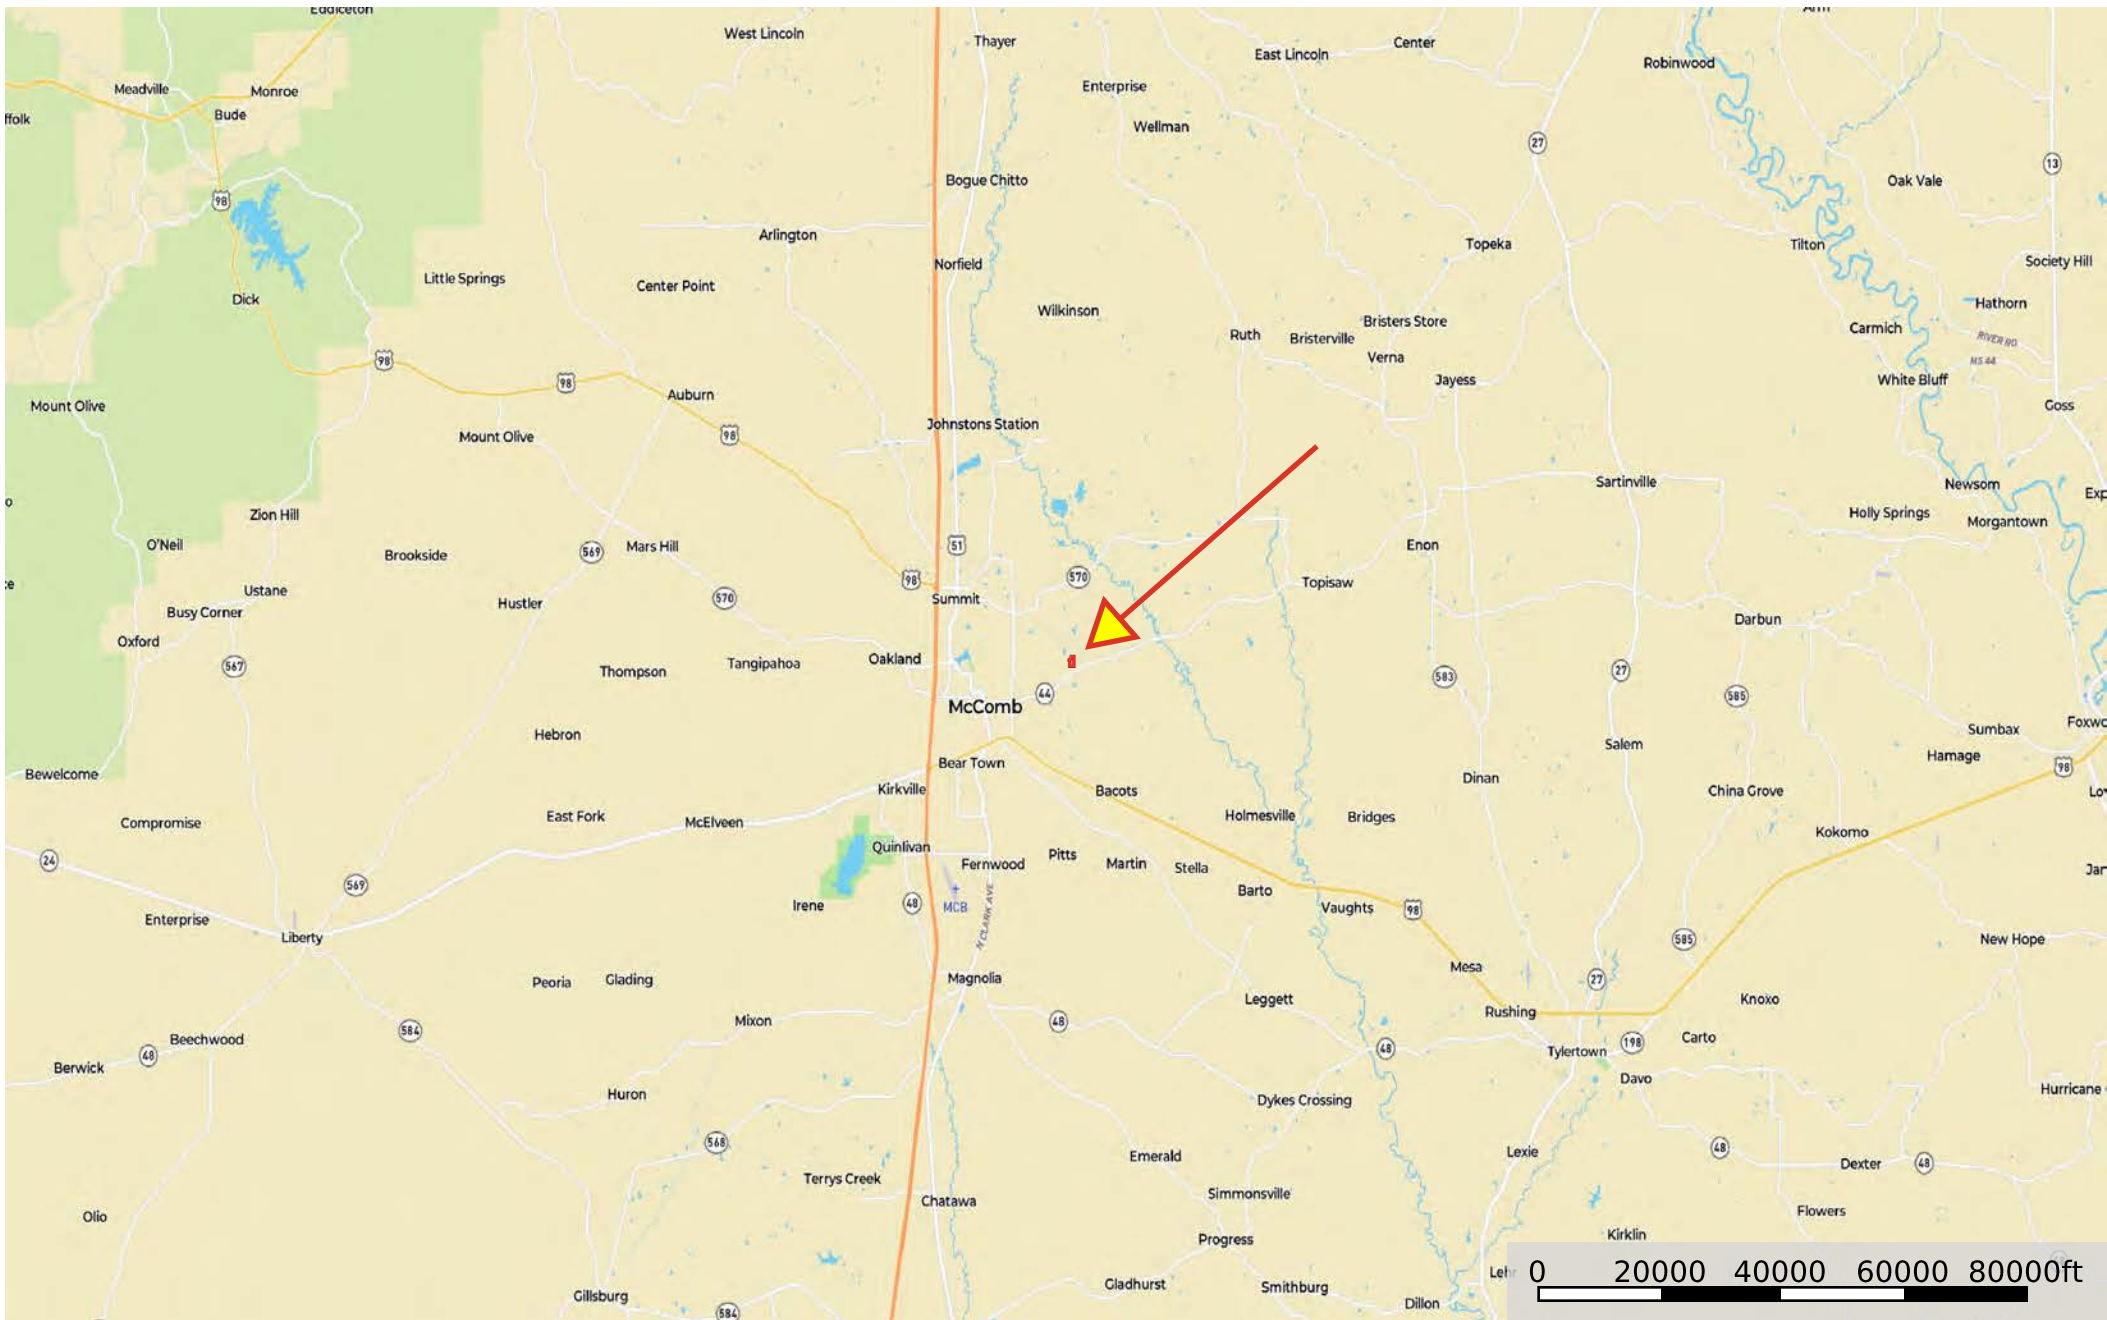 Eddiceton
West Lincoln
Thayer
East Lincoln
Center
Robinwood
Meadville
Monroe
Enterprise
Bude
ffolk
Wellman
27
13
98
Bogue Chitto
Oak Vale
Arlington
Topeka
Tilton
Norfield
Society Hill
Little Springs
Center Point
Dick
Wilkinson
Hathorn
Ruth
Bristerville
Bristers Store
Carmich
RIVER RD
98
Verna
MS 44
98
Auburn
Jayess
White Bluff
Mount Olive
Goss
Mount Olive
98
Johnstons Station
Sartinville
Newsom
Exp
Zion Hill
Holly Springs
Morgantown
O'Neil
Brookside
569
Mars Hill
51
Enon
98
570
Topisaw
Ustane
Hustler
570
Summit
Busy Corner
Darbun
Oxford
567
Thompson
Tangipahoa
Oakland
583
27
585
44
McComb
Hebron
Sumbax
Foxwo
Salem
Hamage
Bewelcome
Bear Town
98
Kirkville
Bacots
Dinan
China Grove
Compromise
East Fork
McElveen
Holmesville
Bridges
Kokomo
24
Quinlivan
Fernwood
Pitts
Martin
Stella
569
Barto
Enterprise
Irene
48
MCB
N CLARK AVE
Vaughts
98
Liberty
585
New Hope
Peoria
Glading
Magnolia
Mesa
27
Leggett
Knoxo
Rushing
Mixon
48
584
Beechwood
48
48
198
Carto
Tylertown
Berwick
Davo
Huron
Dykes Crossing
Hurricane
568
Emerald
Lexie
48
Dexter
48
Terrys Creek
Simmonsville
Chatawa
Olio
Flowers
Progress
Kirklin
Gladhurst
Smithburg
Gillsburg
584
Dillon
0 20000 40000 60000 80000ft